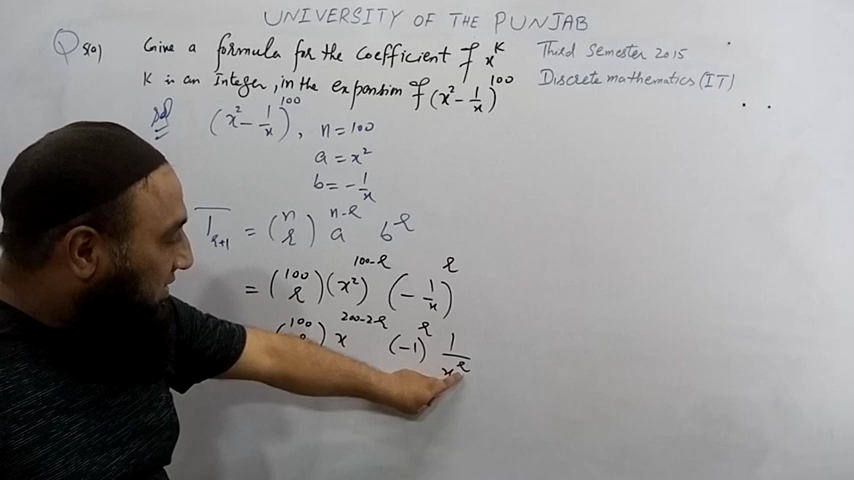 UNIVERSITY OF THE PUNJAB
Q Give a formula for the coefficient of x^K Third Semester 2015
K is an Integer, in the expansion of (x² - 1/x)^100 Discrete mathematics (IT)
Sol (x² - 1/x)^100, n = 100
a = x²
b = -1/x
T_{r+1} = (n r) a^{n-r} b^r
= (100 r) (x²)^{100-r} (-1/x)^r
(100 x^{200-2r} (-1)^r 1/x^r